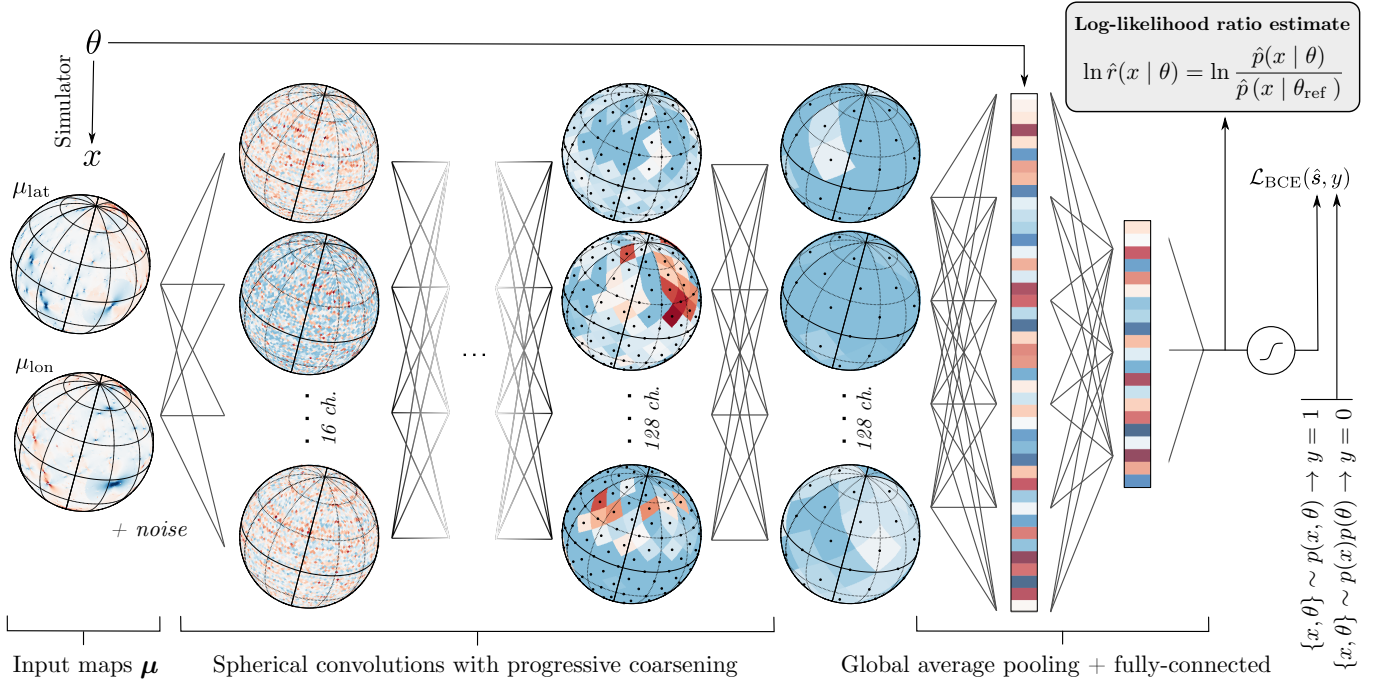 θ
Simulator
x
μ_lat
μ_lon
+ noise
16 ch.
...
128 ch.
128 ch.
Log-likelihood ratio estimate
ln r̂(x | θ) = ln p̂(x | θ) / p̂ (x | θ_ref )
ℒ_BCE(ŝ, y)
{x, θ} ∼ p(x, θ) → y = 1
{x, θ} ∼ p(x)p(θ) → y = 0
Input maps μ
Spherical convolutions with progressive coarsening
Global average pooling + fully-connected